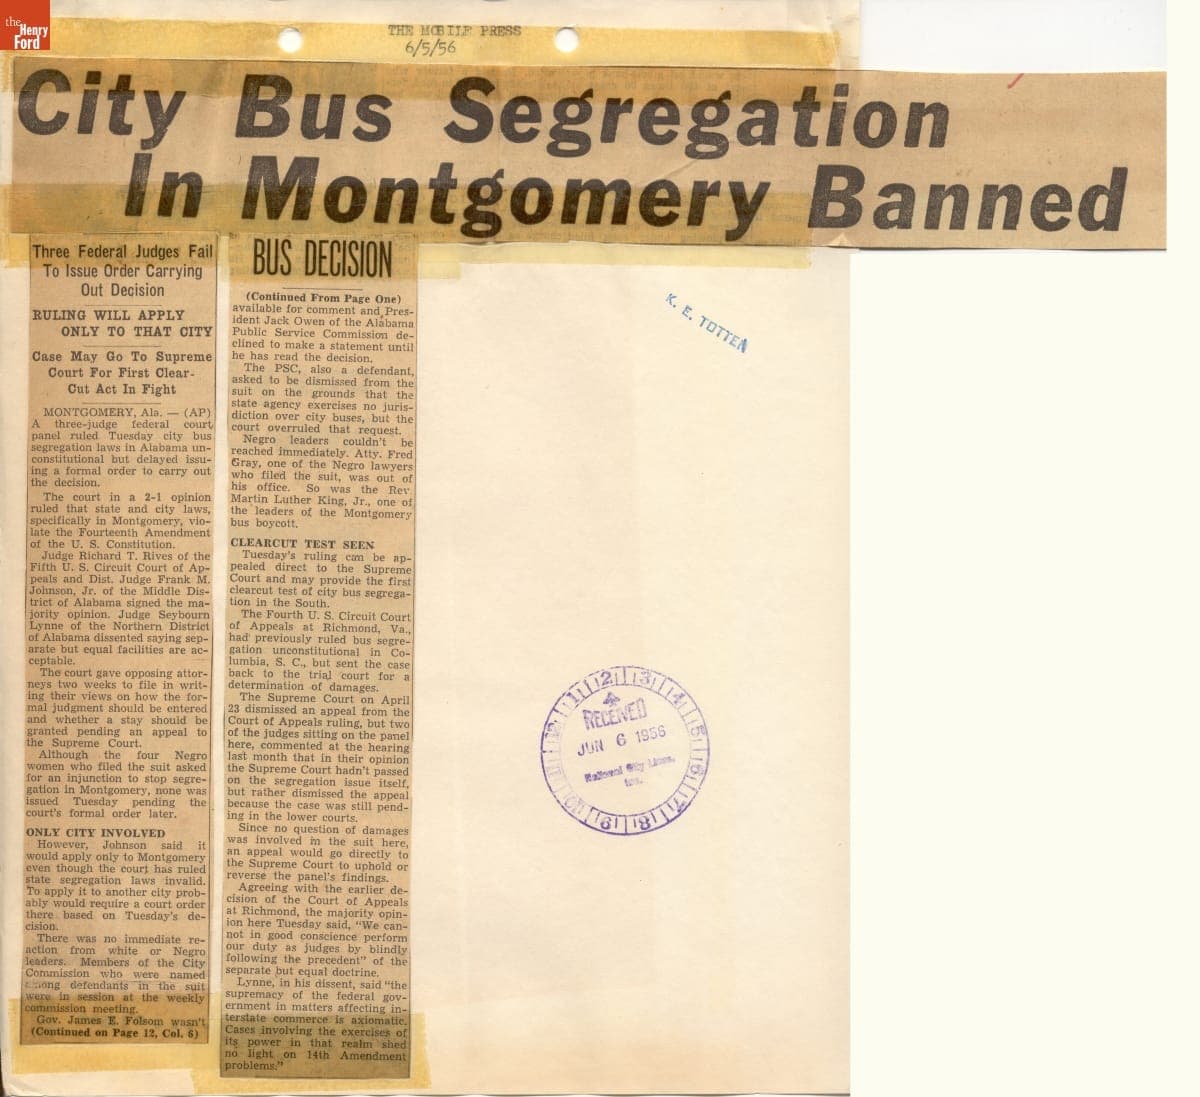 the
Henry
Ford
THE MOBILE PRESS
6/5/56
City Bus Segregation
In Montgomery Banned
Three Federal Judges Fail
To Issue Order Carrying
Out Decision
RULING WILL APPLY
ONLY TO THAT CITY
Case May Go To Supreme
Court For First Clear-
Cut Act In Fight
MONTGOMERY, Ala. — (AP)
A three-judge federal court
panel ruled Tuesday city bus
segregation laws in Alabama un-
constitutional but delayed issu-
ing a formal order to carry out
the decision.
The court in a 2-1 opinion
ruled that state and city laws,
specifically in Montgomery, vio-
late the Fourteenth Amendment
of the U. S. Constitution.
Judge Richard T. Rives of the
Fifth U. S. Circuit Court of Ap-
peals and Dist. Judge Frank M.
Johnson, Jr. of the Middle Dis-
trict of Alabama signed the ma-
jority opinion. Judge Seybourn
Lynne of the Northern District
of Alabama dissented saying sep-
arate but equal facilities are ac-
ceptable.
The court gave opposing attor-
neys two weeks to file in writ-
ing their views on how the for-
mal judgment should be entered
and whether a stay should be
granted pending an appeal to
the Supreme Court.
Although the four Negro
women who filed the suit asked
for an injunction to stop segre-
gation in Montgomery, none was
issued Tuesday pending the
court's formal order later.
ONLY CITY INVOLVED
However, Johnson said it
would apply only to Montgomery
even though the court has ruled
state segregation laws invalid.
To apply it to another city prob-
ably would require a court order
there based on Tuesday's de-
cision.
There was no immediate re-
action from white or Negro
leaders. Members of the City
Commission who were named
among defendants in the suit
were in session at the weekly
commission meeting.
Gov. James E. Folsom wasn't
(Continued on Page 12, Col. 6)
BUS DECISION
(Continued From Page One)
available for comment and Pres-
ident Jack Owen of the Alabama
Public Service Commission de-
clined to make a statement until
he has read the decision.
The PSC, also a defendant,
asked to be dismissed from the
suit on the grounds that the
state agency exercises no juris-
diction over city buses, but the
court overruled that request.
Negro leaders couldn't be
reached immediately. Atty. Fred
Gray, one of the Negro lawyers
who filed the suit, was out of
his office. So was the Rev.
Martin Luther King, Jr., one of
the leaders of the Montgomery
bus boycott.
CLEARCUT TEST SEEN
Tuesday's ruling can be ap-
pealed direct to the Supreme
Court and may provide the first
clearcut test of city bus segrega-
tion in the South.
The Fourth U. S. Circuit Court
of Appeals at Richmond, Va.,
had previously ruled bus segre-
gation unconstitutional in Co-
lumbia, S. C., but sent the case
back to the trial court for a
determination of damages.
The Supreme Court on April
23 dismissed an appeal from the
Court of Appeals ruling, but two
of the judges sitting on the panel
here, commented at the hearing
last month that in their opinion
the Supreme Court hadn't passed
on the segregation issue itself,
but rather dismissed the appeal
because the case was still pend-
ing in the lower courts.
Since no question of damages
was involved in the suit here,
an appeal would go directly to
the Supreme Court to uphold or
reverse the panel's findings.
Agreeing with the earlier de-
cision of the Court of Appeals
at Richmond, the majority opin-
ion here Tuesday said, "We can-
not in good conscience perform
our duty as judges by blindly
following the precedent" of the
separate but equal doctrine.
Lynne, in his dissent, said "the
supremacy of the federal gov-
ernment in matters affecting in-
terstate commerce is axiomatic.
Cases involving the exercises of
its power in that realm shed
no light on 14th Amendment
problems."
K. E. TOTTEN
12 1 2 3 4 5 6 7 8 9 10
RECEIVED
JUN 6 1956
National City Lines,
Inc.